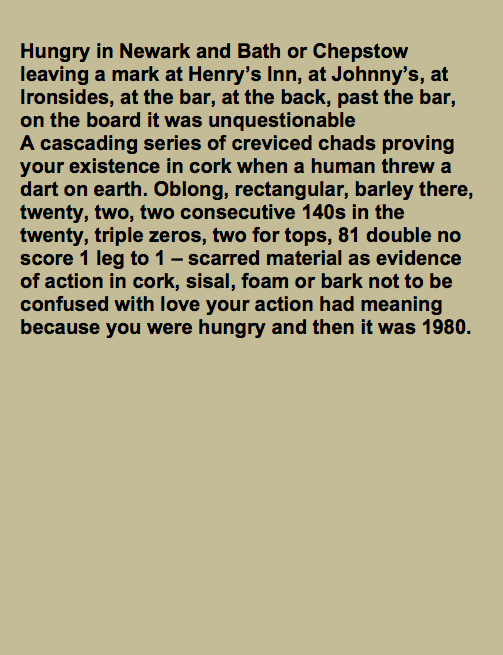 Hungry in Newark and Bath or Chepstow
leaving a mark at Henry’s Inn, at Johnny’s, at
Ironsides, at the bar, at the back, past the bar,
on the board it was unquestionable
A cascading series of creviced chads proving
your existence in cork when a human threw a
dart on earth. Oblong, rectangular, barley there,
twenty, two, two consecutive 140s in the
twenty, triple zeros, two for tops, 81 double no
score 1 leg to 1 – scarred material as evidence
of action in cork, sisal, foam or bark not to be
confused with love your action had meaning
because you were hungry and then it was 1980.